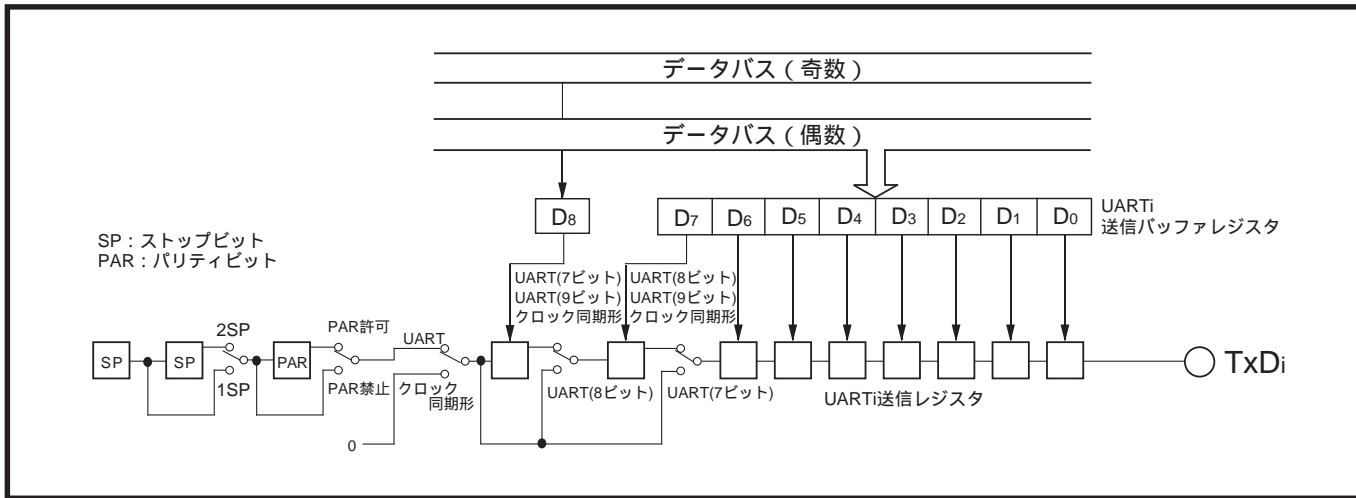 データバス（奇数）
データバス（偶数）
D8
D7 D6 D5 D4 D3 D2 D1 D0
UARTi
送信バッファレジスタ
SP：ストップビット
PAR：パリティビット
UART(7ビット)
UART(9ビット)
クロック同期形
UART(8ビット)
UART(9ビット)
クロック同期形
2SP
PAR許可
UART
SP
SP
PAR
TxDi
1SP
PAR禁止
クロック
同期形
UART(8ビット)
UART(7ビット)
UARTi送信レジスタ
0